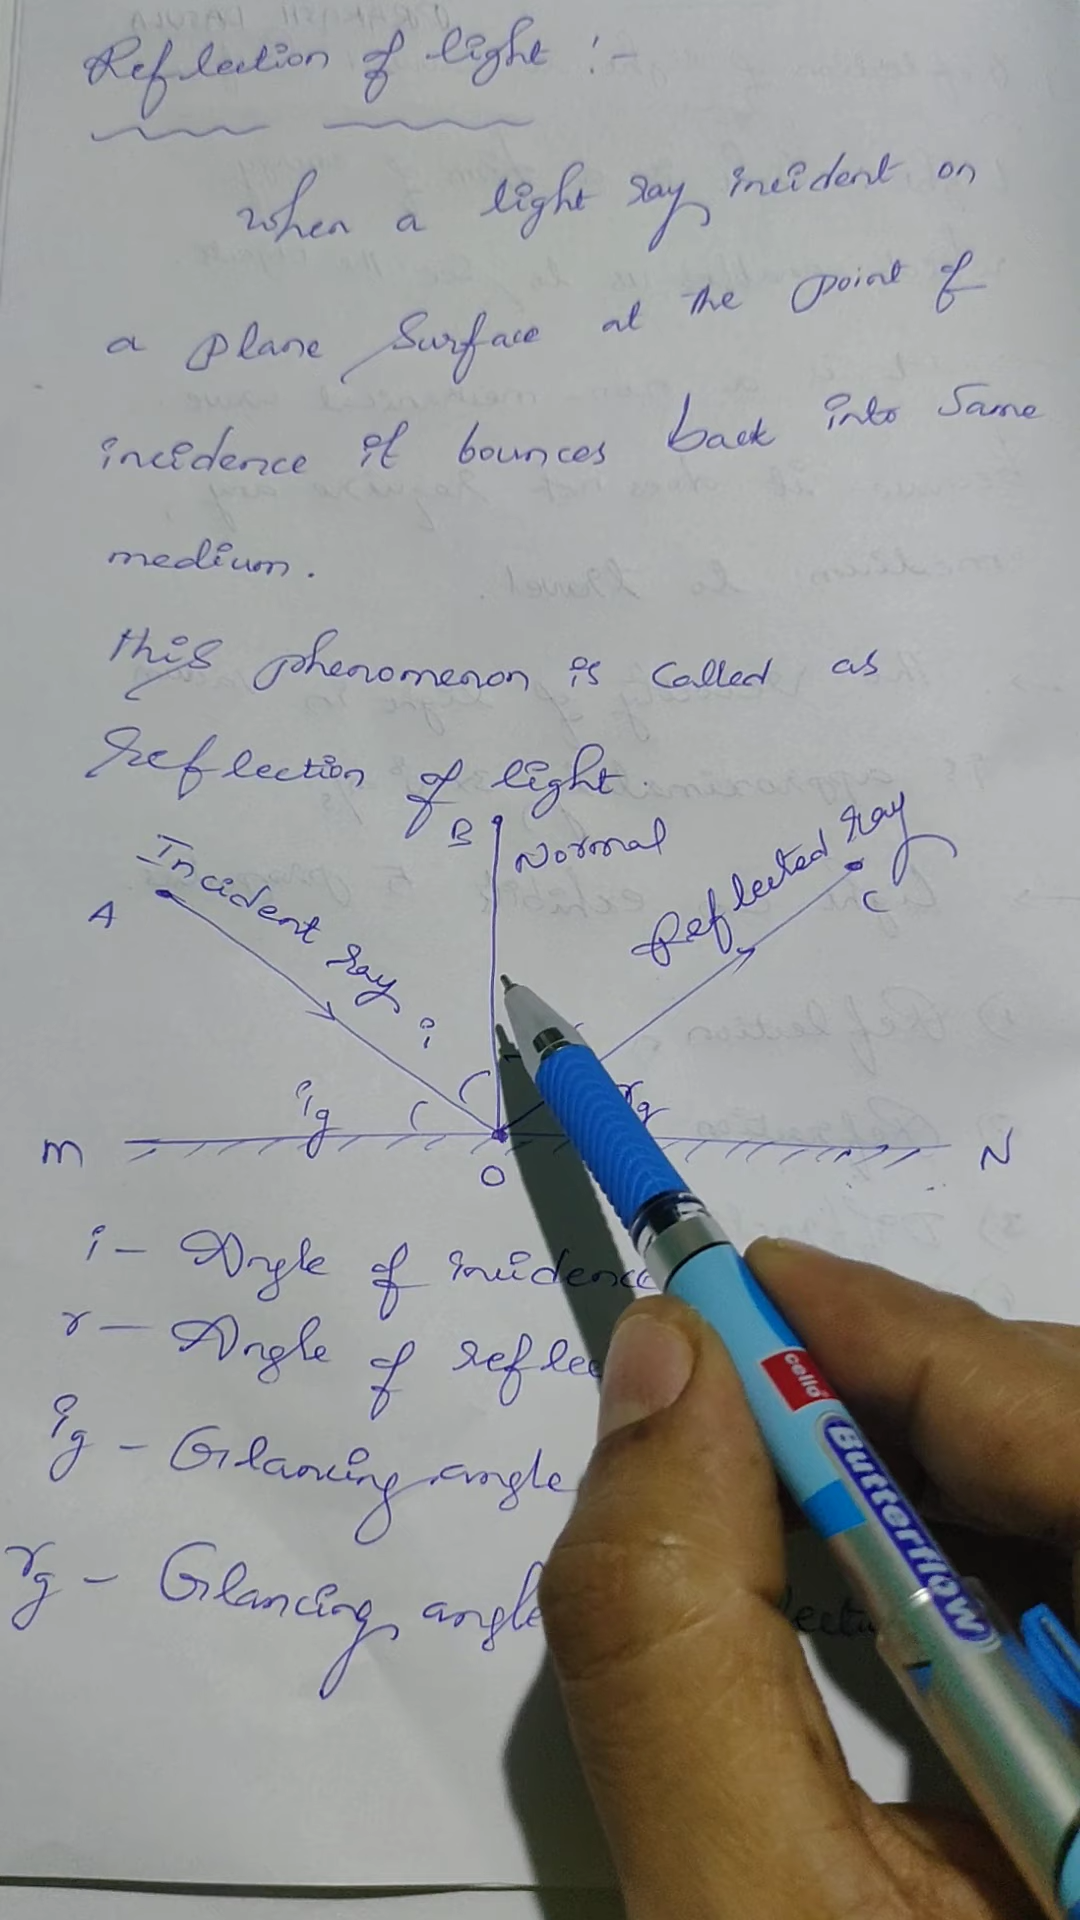 Reflection of light :-
when a light ray incident on
a plane surface at the point of
incidence it bounces back into same
medium.
This phenomenon is called as
reflection of light.
B Normal
Incident ray
Reflected ray
A
C
i
ig
rg
M
N
O
i - Angle of incidence
r - Angle of
ig - Glancing angle
rg - Glancing angle
cello
Butterflow